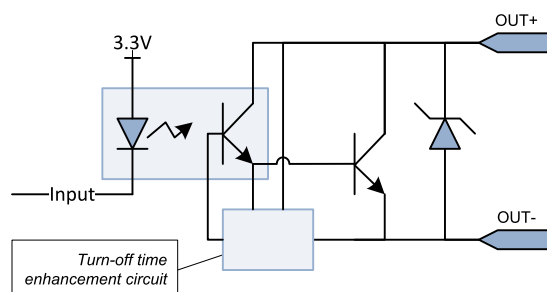 OUT+
3.3V
Input
OUT-
Turn-off time
enhancement circuit